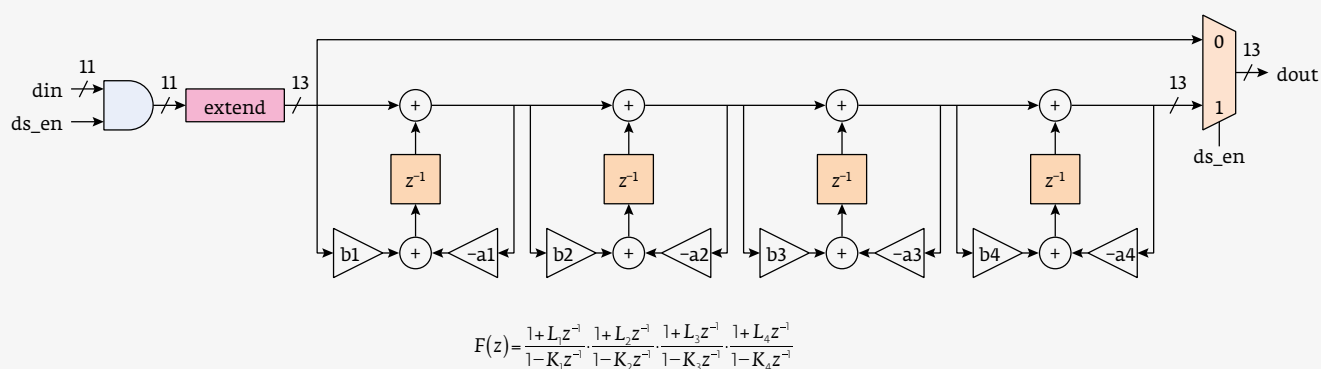 11
din
ds_en
11
extend
13
+
+
+
+
13
0
1
13
dout
ds_en
z⁻¹
z⁻¹
z⁻¹
z⁻¹
b1
+
−a1
b2
+
−a2
b3
+
−a3
b4
+
−a4
F(z)=(1+L₁z⁻¹)/(1−K₁z⁻¹)·(1+L₂z⁻¹)/(1−K₂z⁻¹)·(1+L₃z⁻¹)/(1−K₃z⁻¹)·(1+L₄z⁻¹)/(1−K₄z⁻¹)